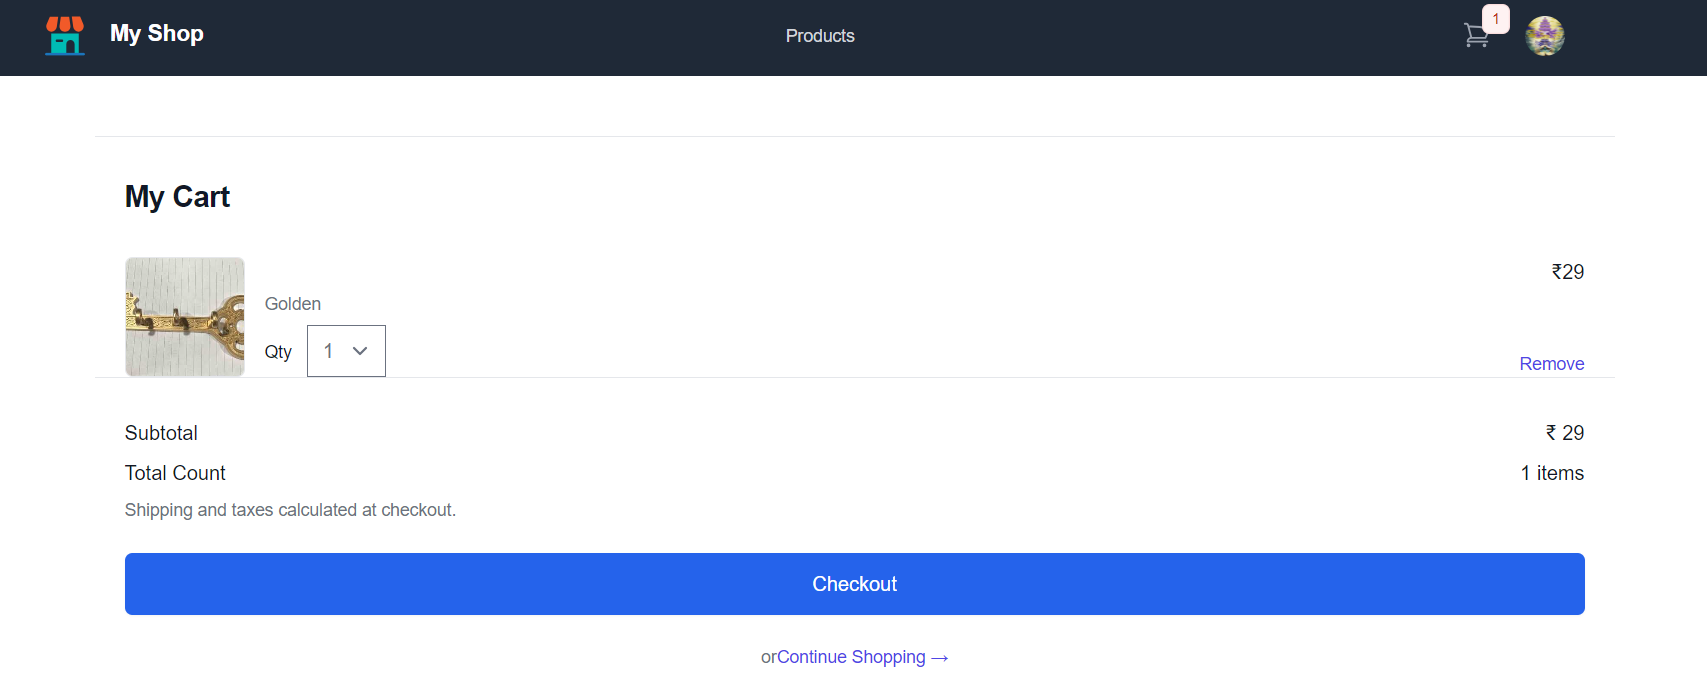 My Shop
Products
1
My Cart
₹29
Golden
Qty 1
Remove
Subtotal ₹ 29
Total Count 1 items
Shipping and taxes calculated at checkout.
Checkout
orContinue Shopping →